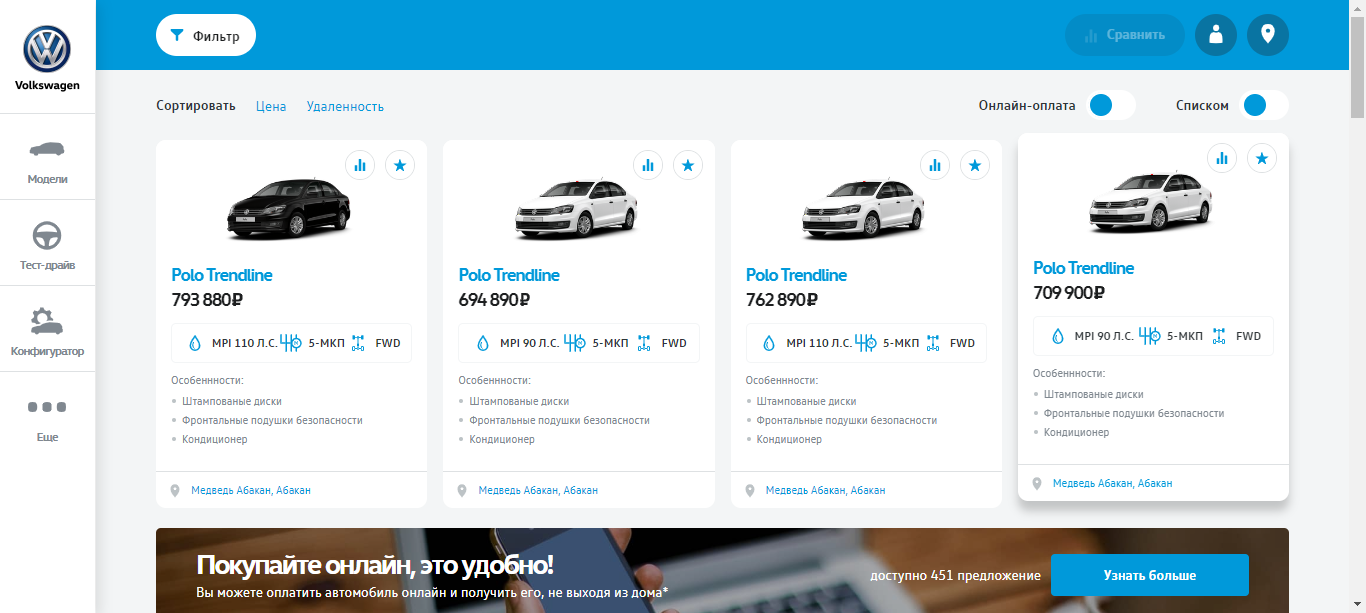 Volkswagen
Модели
Тест-драйв
Конфигуратор
Еще
Фильтр
Сравнить
Сортировать Цена Удаленность
Онлайн-оплата Списком
Polo Trendline
793 880₽
MPI 110 Л.С. 5-МКП FWD
Особеннности:
Штампованые диски
Фронтальные подушки безопасности
Кондиционер
Медведь Абакан, Абакан
Polo Trendline
694 890₽
MPI 90 Л.С. 5-МКП FWD
Особеннности:
Штампованые диски
Фронтальные подушки безопасности
Кондиционер
Медведь Абакан, Абакан
Polo Trendline
762 890₽
MPI 110 Л.С. 5-МКП FWD
Особеннности:
Штампованые диски
Фронтальные подушки безопасности
Кондиционер
Медведь Абакан, Абакан
Polo Trendline
709 900₽
MPI 90 Л.С. 5-МКП FWD
Особеннности:
Штампованые диски
Фронтальные подушки безопасности
Кондиционер
Медведь Абакан, Абакан
Покупайте онлайн, это удобно!
Вы можете оплатить автомобиль онлайн и получить его, не выходя из дома*
доступно 451 предложение
Узнать больше